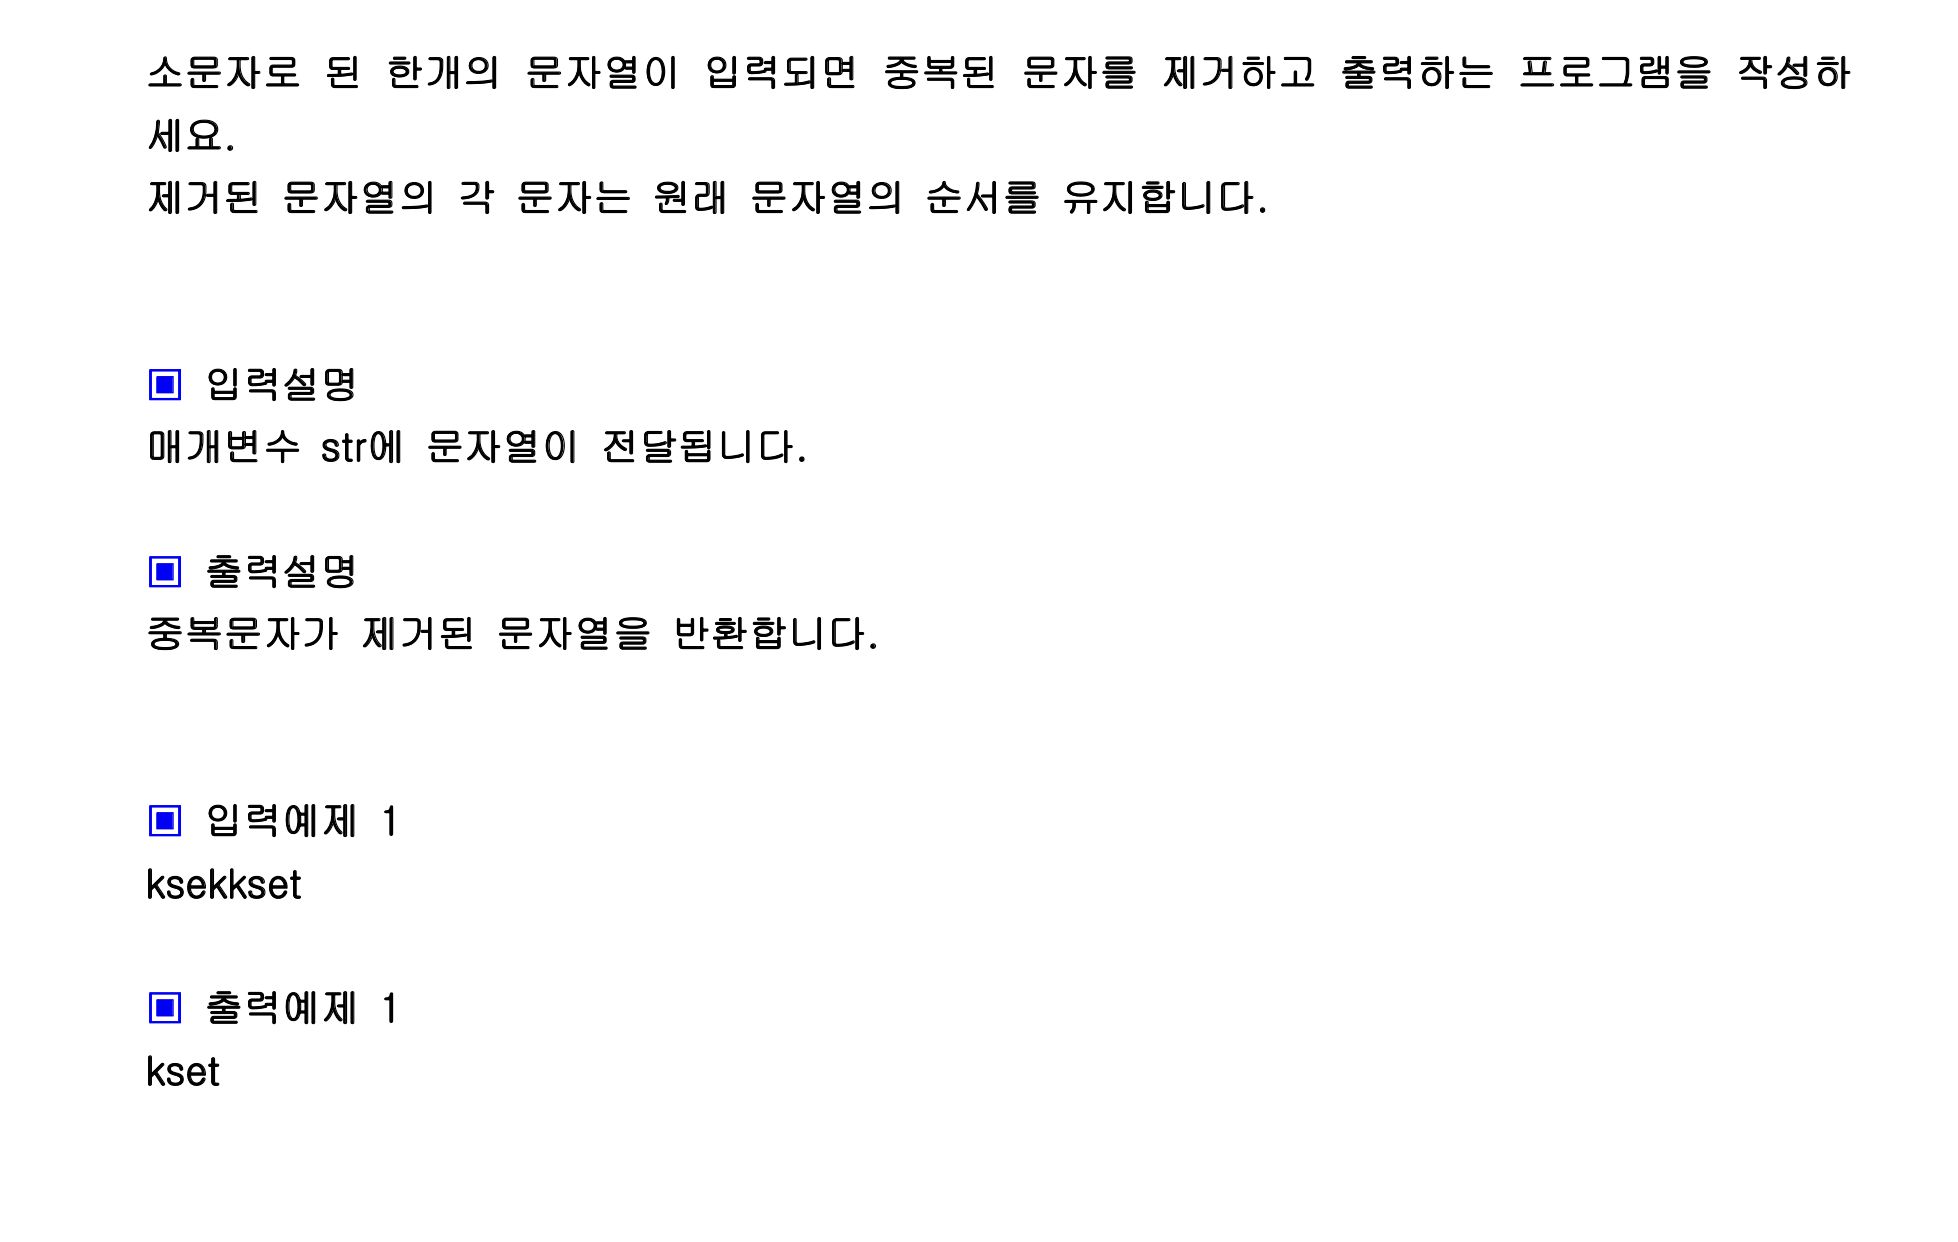 소문자로 된 한개의 문자열이 입력되면 중복된 문자를 제거하고 출력하는 프로그램을 작성하
세요.
제거된 문자열의 각 문자는 원래 문자열의 순서를 유지합니다.
▣ 입력설명
매개변수 str에 문자열이 전달됩니다.
▣ 출력설명
중복문자가 제거된 문자열을 반환합니다.
▣ 입력예제 1
ksekkset
▣ 출력예제 1
kset